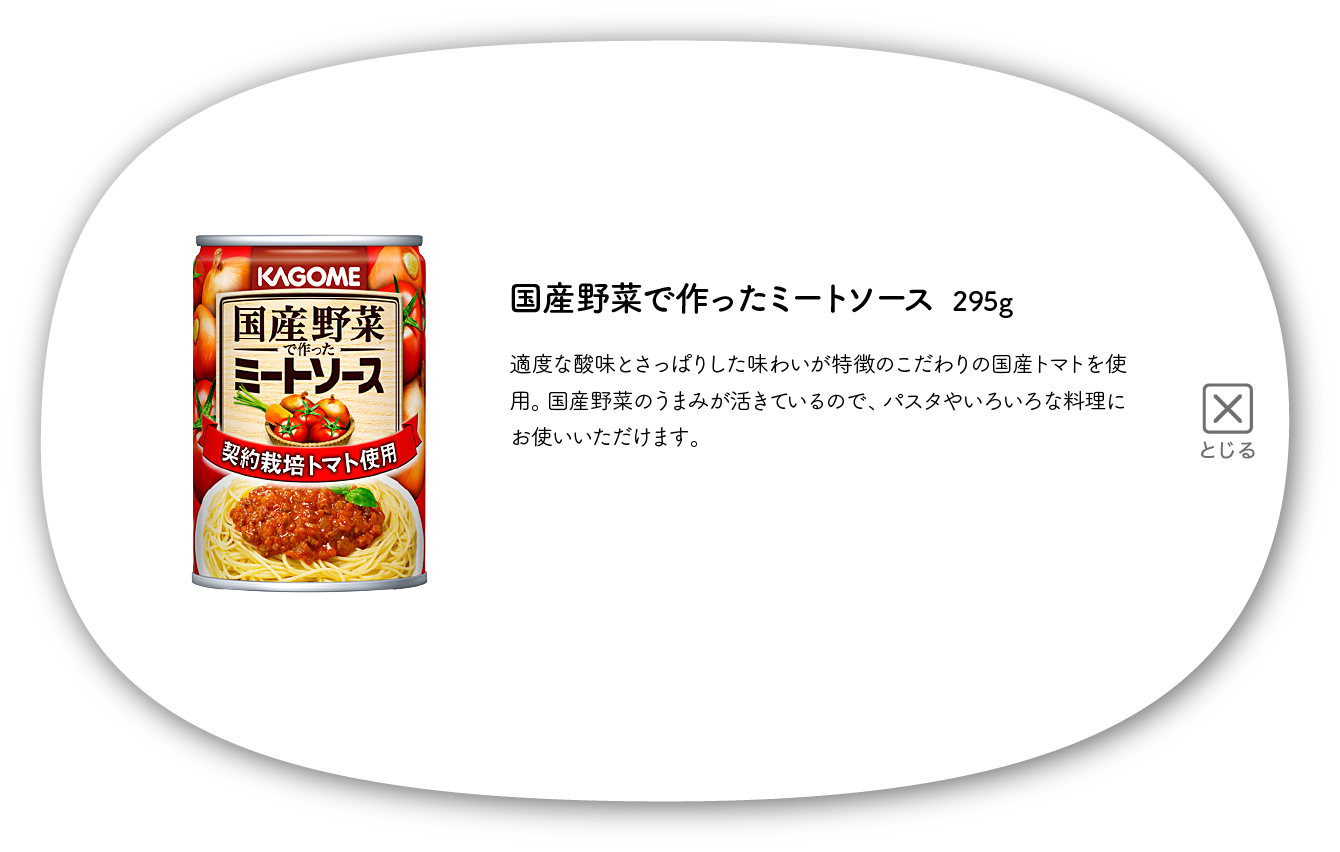 KAGOME
国産野菜
で作った
ミートソース
契約栽培トマト使用
国産野菜で作ったミートソース 295g
適度な酸味とさっぱりした味わいが特徴のこだわりの国産トマトを使
用。国産野菜のうまみが活きているので、パスタやいろいろな料理に
お使いいただけます。
とじる